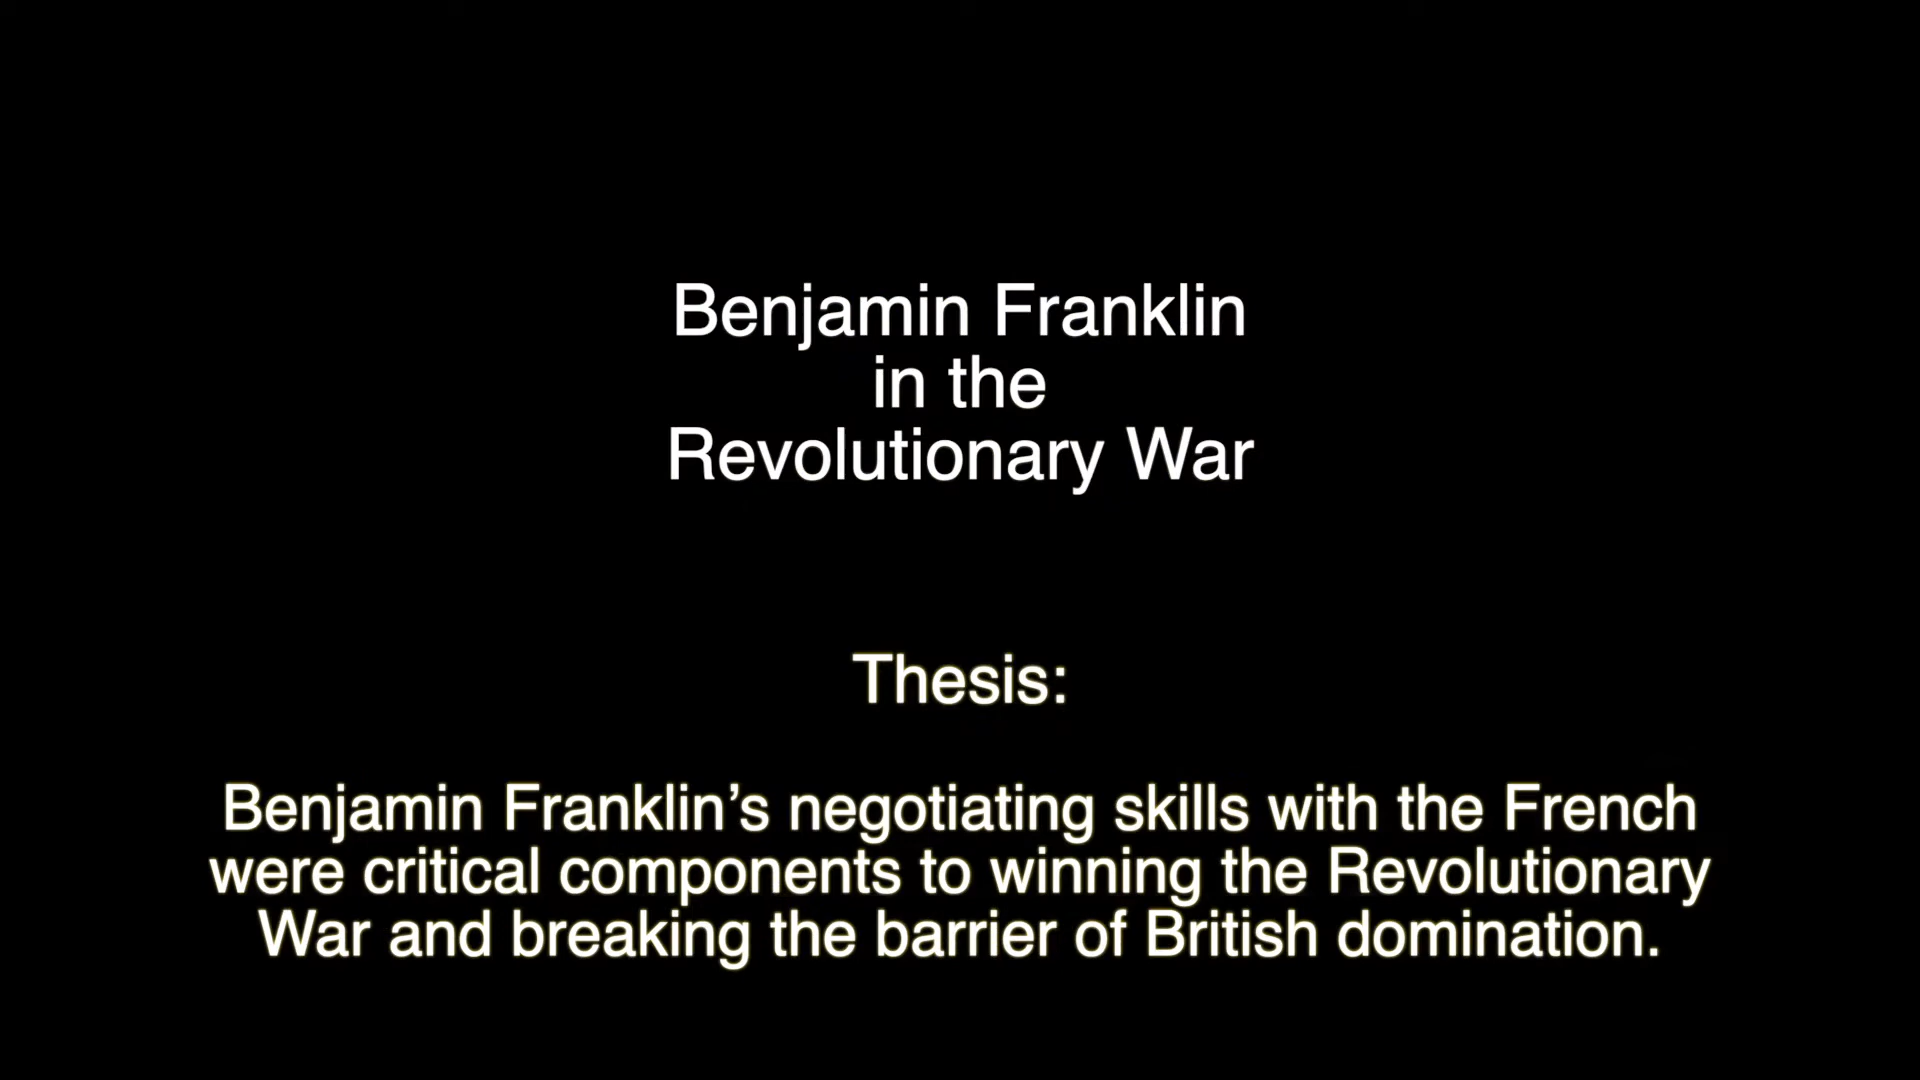 Benjamin Franklin
in the
Revolutionary War
Thesis:
Benjamin Franklin’s negotiating skills with the French
were critical components to winning the Revolutionary
War and breaking the barrier of British domination.